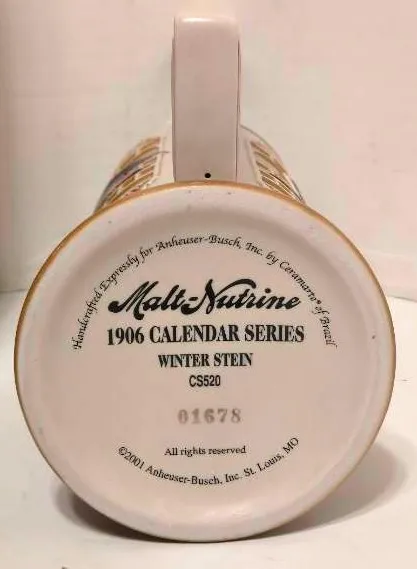 Handcrafted Expressly for Anheuser-Busch, Inc. by Ceramarte® of Brazil
Malt-Nutrine
1906 CALENDAR SERIES
WINTER STEIN
CS520
01678
All rights reserved
©2001 Anheuser-Busch, Inc. St. Louis, MO